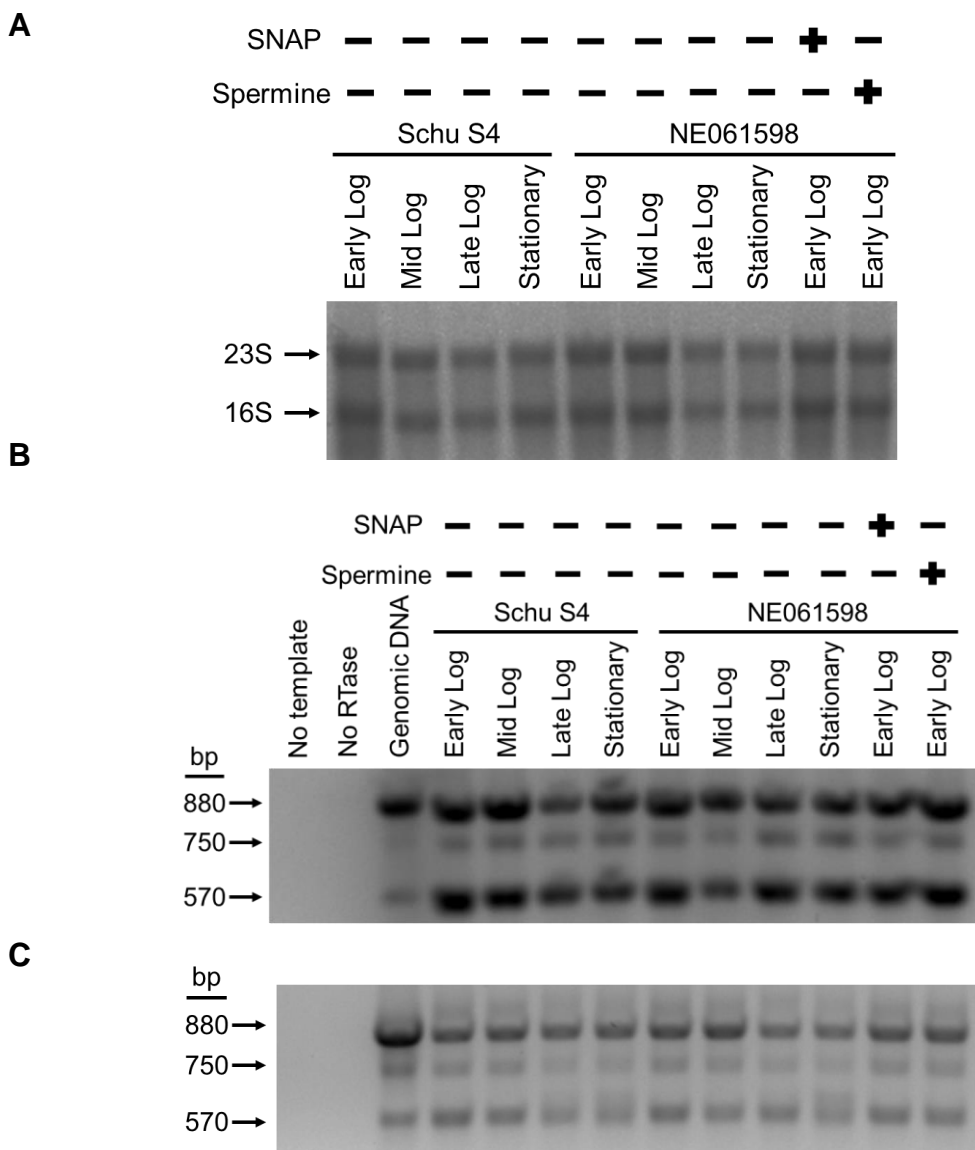 A
SNAP − − − − − − − − + −
Spermine − − − − − − − − − +
Schu S4 NE061598
Early Log Mid Log Late Log Stationary Early Log Mid Log Late Log Stationary Early Log Early Log
23S
16S
B
SNAP − − − − − − − − + −
Spermine − − − − − − − − − +
Schu S4 NE061598
No template No RTase Genomic DNA Early Log Mid Log Late Log Stationary Early Log Mid Log Late Log Stationary Early Log Early Log
bp
880
750
570
C
bp
880
750
570